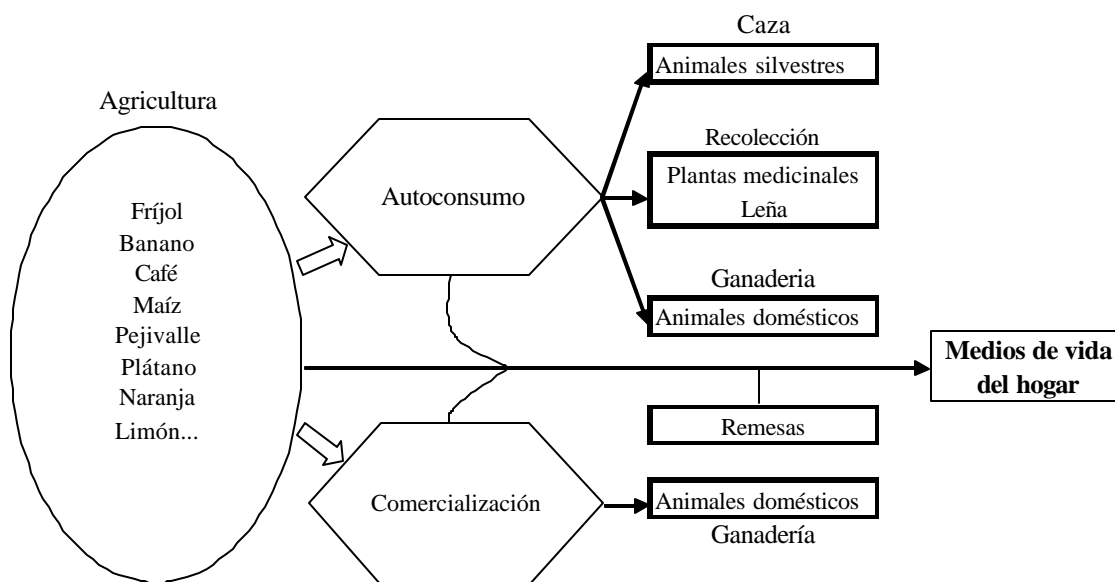 Agricultura
Fríjol
Banano
Café
Maíz
Pejivalle
Plátano
Naranja
Limón...
Autoconsumo
Comercialización
Caza
Animales silvestres
Recolección
Plantas medicinales
Leña
Ganaderia
Animales domésticos
Remesas
Animales domésticos
Ganadería
Medios de vida
del hogar